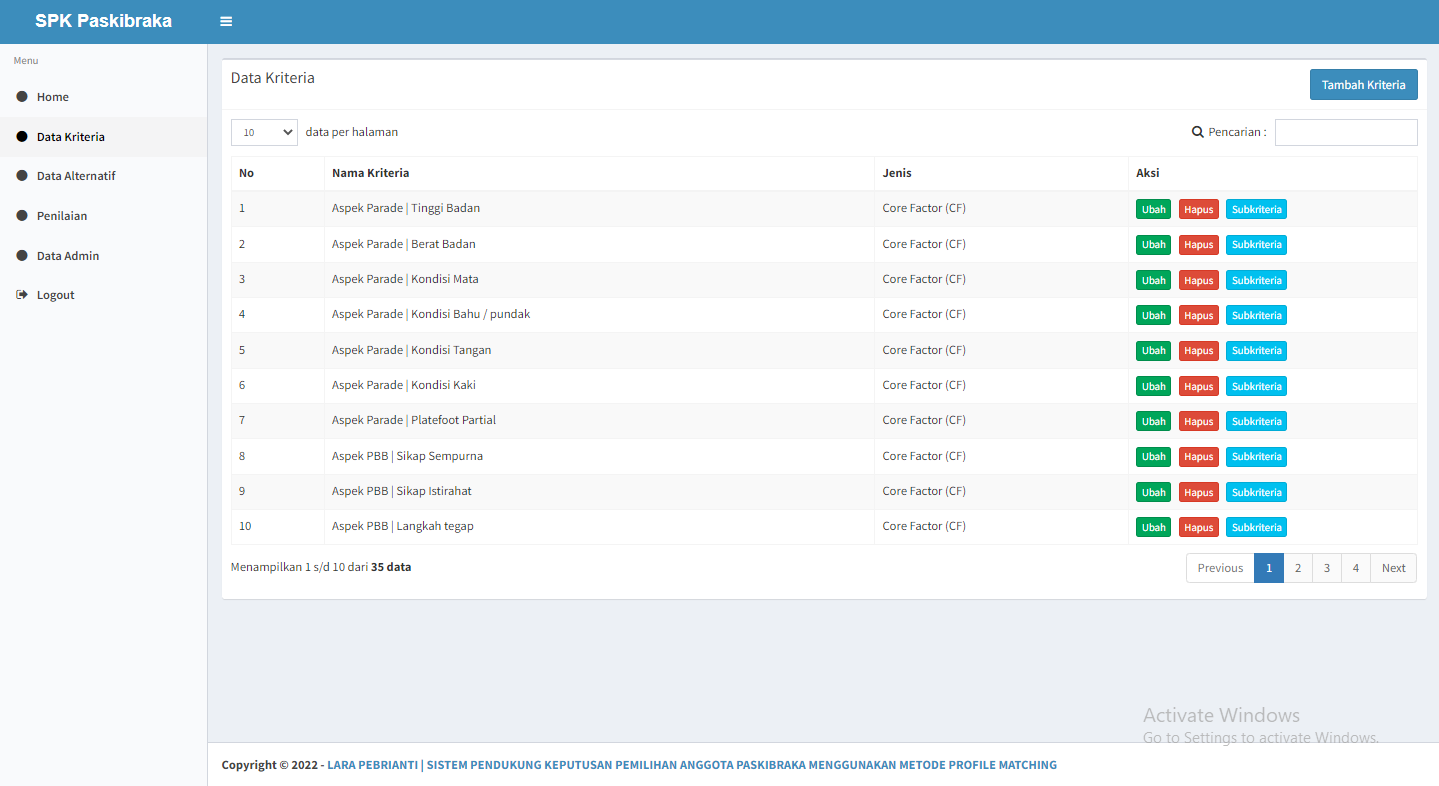 SPK Paskibraka
Menu
Home
Data Kriteria
Data Alternatif
Penilaian
Data Admin
Logout
Data Kriteria
Tambah Kriteria
10 data per halaman
Pencarian :
No Nama Kriteria Jenis Aksi
1 Aspek Parade | Tinggi Badan Core Factor (CF) Ubah Hapus Subkriteria
2 Aspek Parade | Berat Badan Core Factor (CF) Ubah Hapus Subkriteria
3 Aspek Parade | Kondisi Mata Core Factor (CF) Ubah Hapus Subkriteria
4 Aspek Parade | Kondisi Bahu / pundak Core Factor (CF) Ubah Hapus Subkriteria
5 Aspek Parade | Kondisi Tangan Core Factor (CF) Ubah Hapus Subkriteria
6 Aspek Parade | Kondisi Kaki Core Factor (CF) Ubah Hapus Subkriteria
7 Aspek Parade | Platefoot Partial Core Factor (CF) Ubah Hapus Subkriteria
8 Aspek PBB | Sikap Sempurna Core Factor (CF) Ubah Hapus Subkriteria
9 Aspek PBB | Sikap Istirahat Core Factor (CF) Ubah Hapus Subkriteria
10 Aspek PBB | Langkah tegap Core Factor (CF) Ubah Hapus Subkriteria
Menampilkan 1 s/d 10 dari 35 data
Previous 1 2 3 4 Next
Activate Windows
Go to Settings to activate Windows.
Copyright © 2022 - LARA PEBRIANTI | SISTEM PENDUKUNG KEPUTUSAN PEMILIHAN ANGGOTA PASKIBRAKA MENGGUNAKAN METODE PROFILE MATCHING